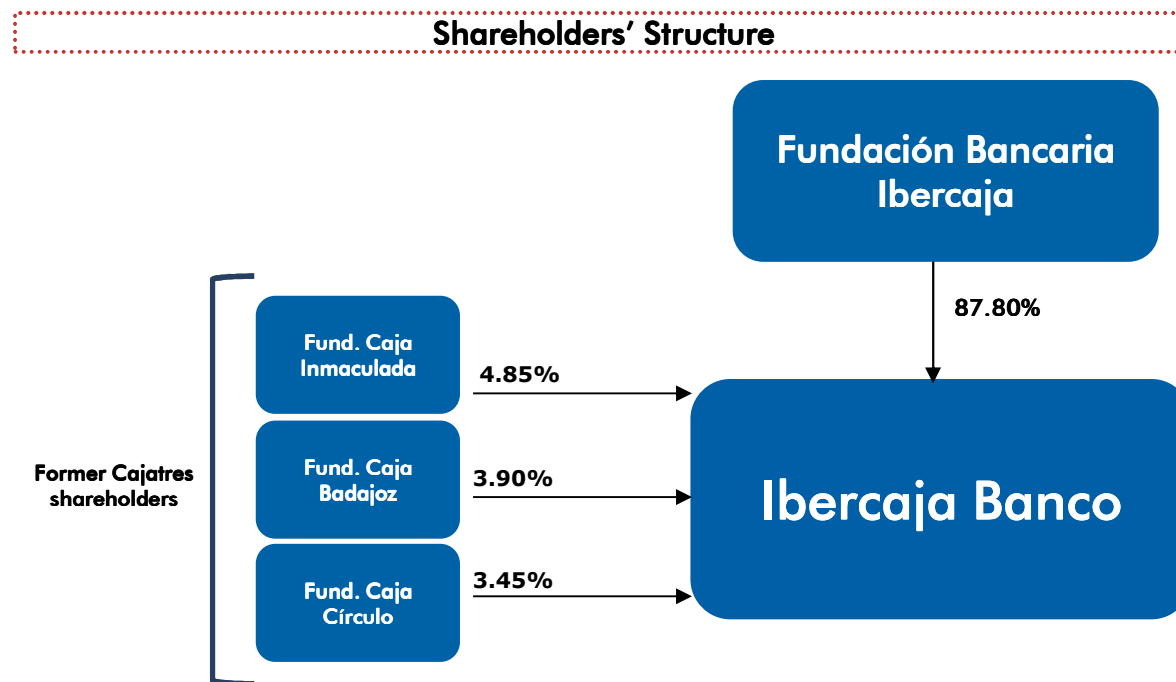 Shareholders’ Structure
Fundación Bancaria
Ibercaja
87.80%
Fund. Caja
Inmaculada
4.85%
Former Cajatres
shareholders
Fund. Caja
Badajoz
3.90%
Ibercaja Banco
Fund. Caja
Círculo
3.45%